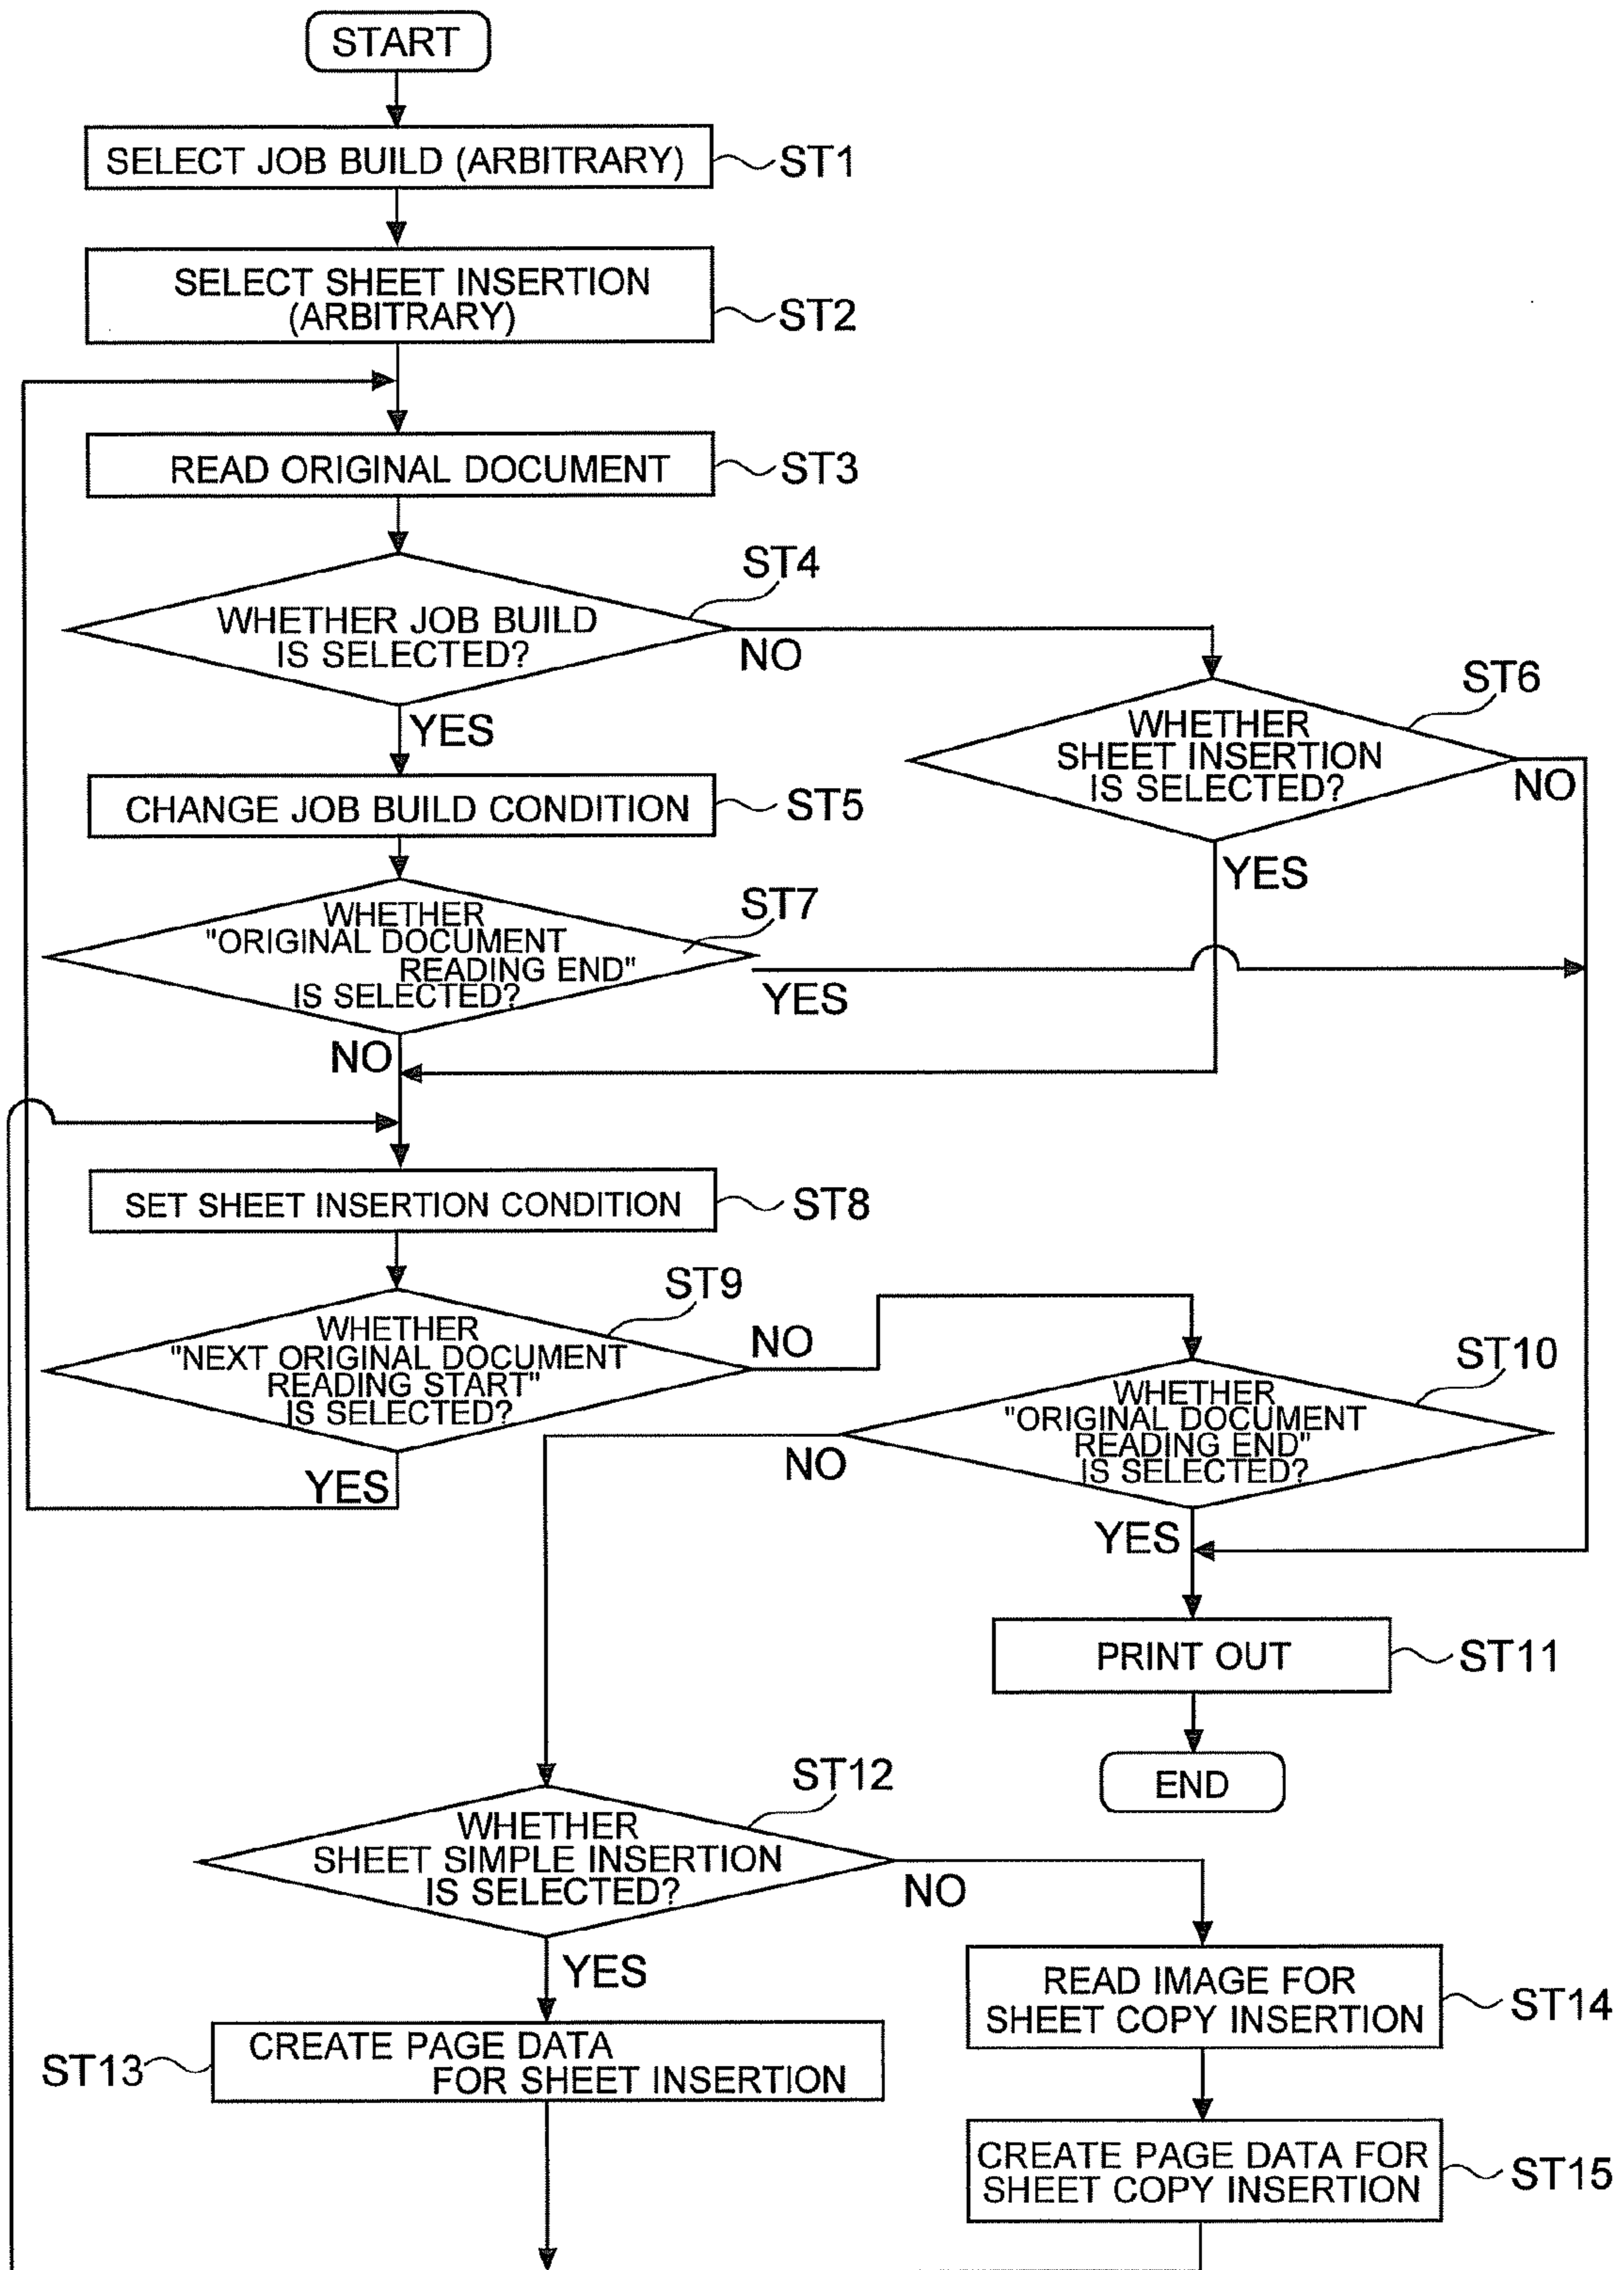 START
SELECT JOB BUILD (ARBITRARY)
ST1
SELECT SHEET INSERTION
(ARBITRARY)
ST2
READ ORIGINAL DOCUMENT
ST3
ST4
WHETHER JOB BUILD
IS SELECTED?
NO
YES
ST6
WHETHER
SHEET INSERTION
IS SELECTED?
NO
YES
CHANGE JOB BUILD CONDITION
ST5
ST7
WHETHER
"ORIGINAL DOCUMENT
READING END"
IS SELECTED?
YES
NO
SET SHEET INSERTION CONDITION
ST8
ST9
WHETHER
"NEXT ORIGINAL DOCUMENT
READING START"
IS SELECTED?
NO
YES
ST10
WHETHER
"ORIGINAL DOCUMENT
READING END"
IS SELECTED?
NO
YES
PRINT OUT
ST11
END
ST12
WHETHER
SHEET SIMPLE INSERTION
IS SELECTED?
NO
YES
ST13
CREATE PAGE DATA
FOR SHEET INSERTION
READ IMAGE FOR
SHEET COPY INSERTION
ST14
CREATE PAGE DATA FOR
SHEET COPY INSERTION
ST15